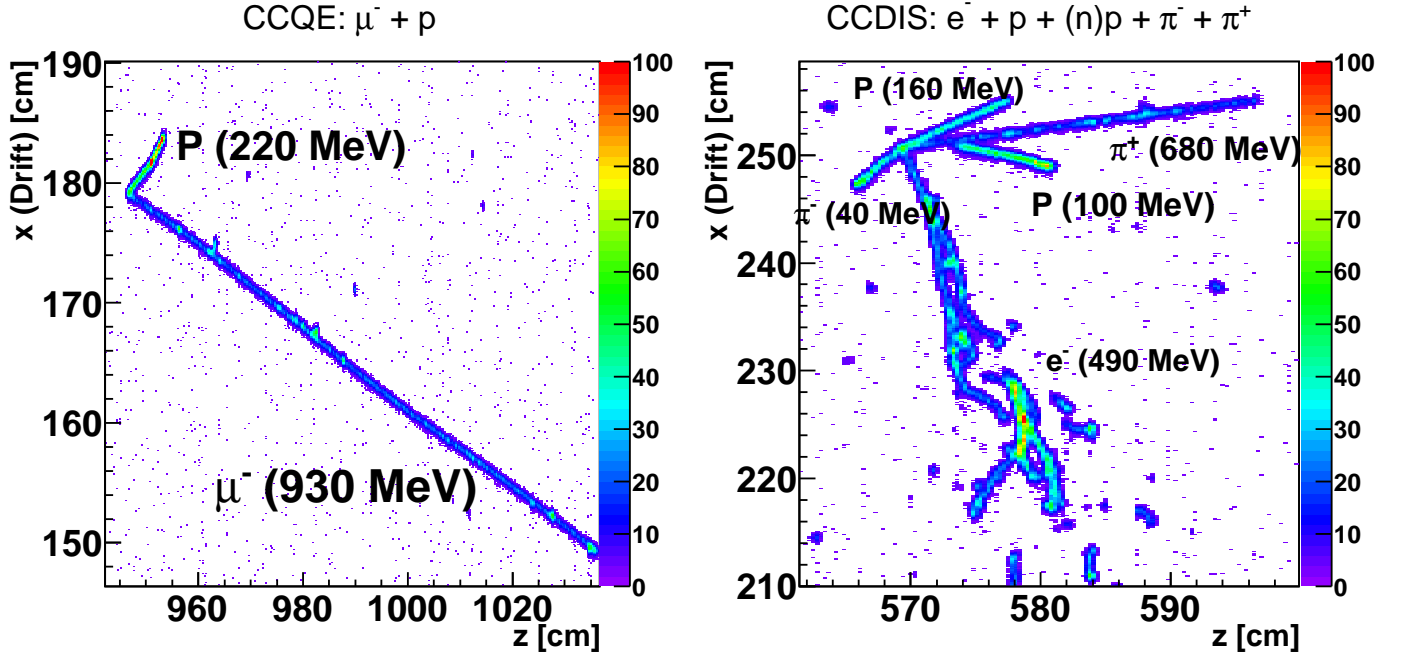 CCQE: μ⁻ + p
x (Drift) [cm]
190
180
170
160
150
P (220 MeV)
μ⁻ (930 MeV)
960 980 1000 1020
z [cm]
100
90
80
70
60
50
40
30
20
10
0
CCDIS: e⁻ + p + (n)p + π⁻ + π⁺
x (Drift) [cm]
250
240
230
220
210
P (160 MeV)
π⁺ (680 MeV)
π⁻ (40 MeV)
P (100 MeV)
e⁻ (490 MeV)
570 580 590
z [cm]
100
90
80
70
60
50
40
30
20
10
0